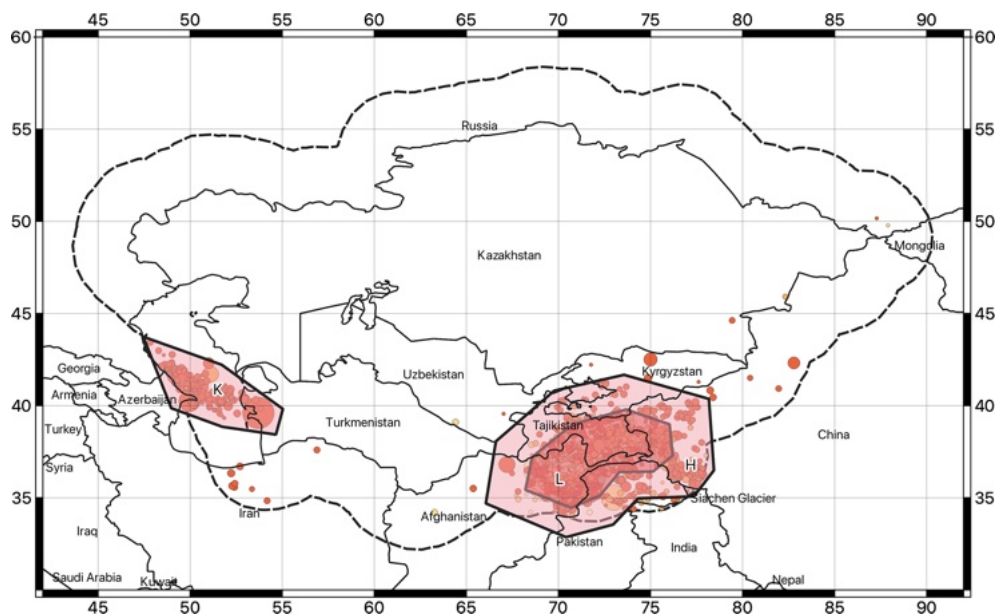 45 50 55 60 65 70 75 80 85 90
60 60
Russia
55 55
50 50
Mongolia
Kazakhstan
45 45
Georgia
Kyrgyzstan
Uzbekistan
K
Armenia Azerbaijan
40 40
Turkmenistan
Tajikistan
Turkey
China
Syria
H
L
35 35
Siachen Glacier
Iran
Afghanistan
Iraq
Pakistan
India
Saudi Arabia Kuwait
Nepal
45 50 55 60 65 70 75 80 85 90